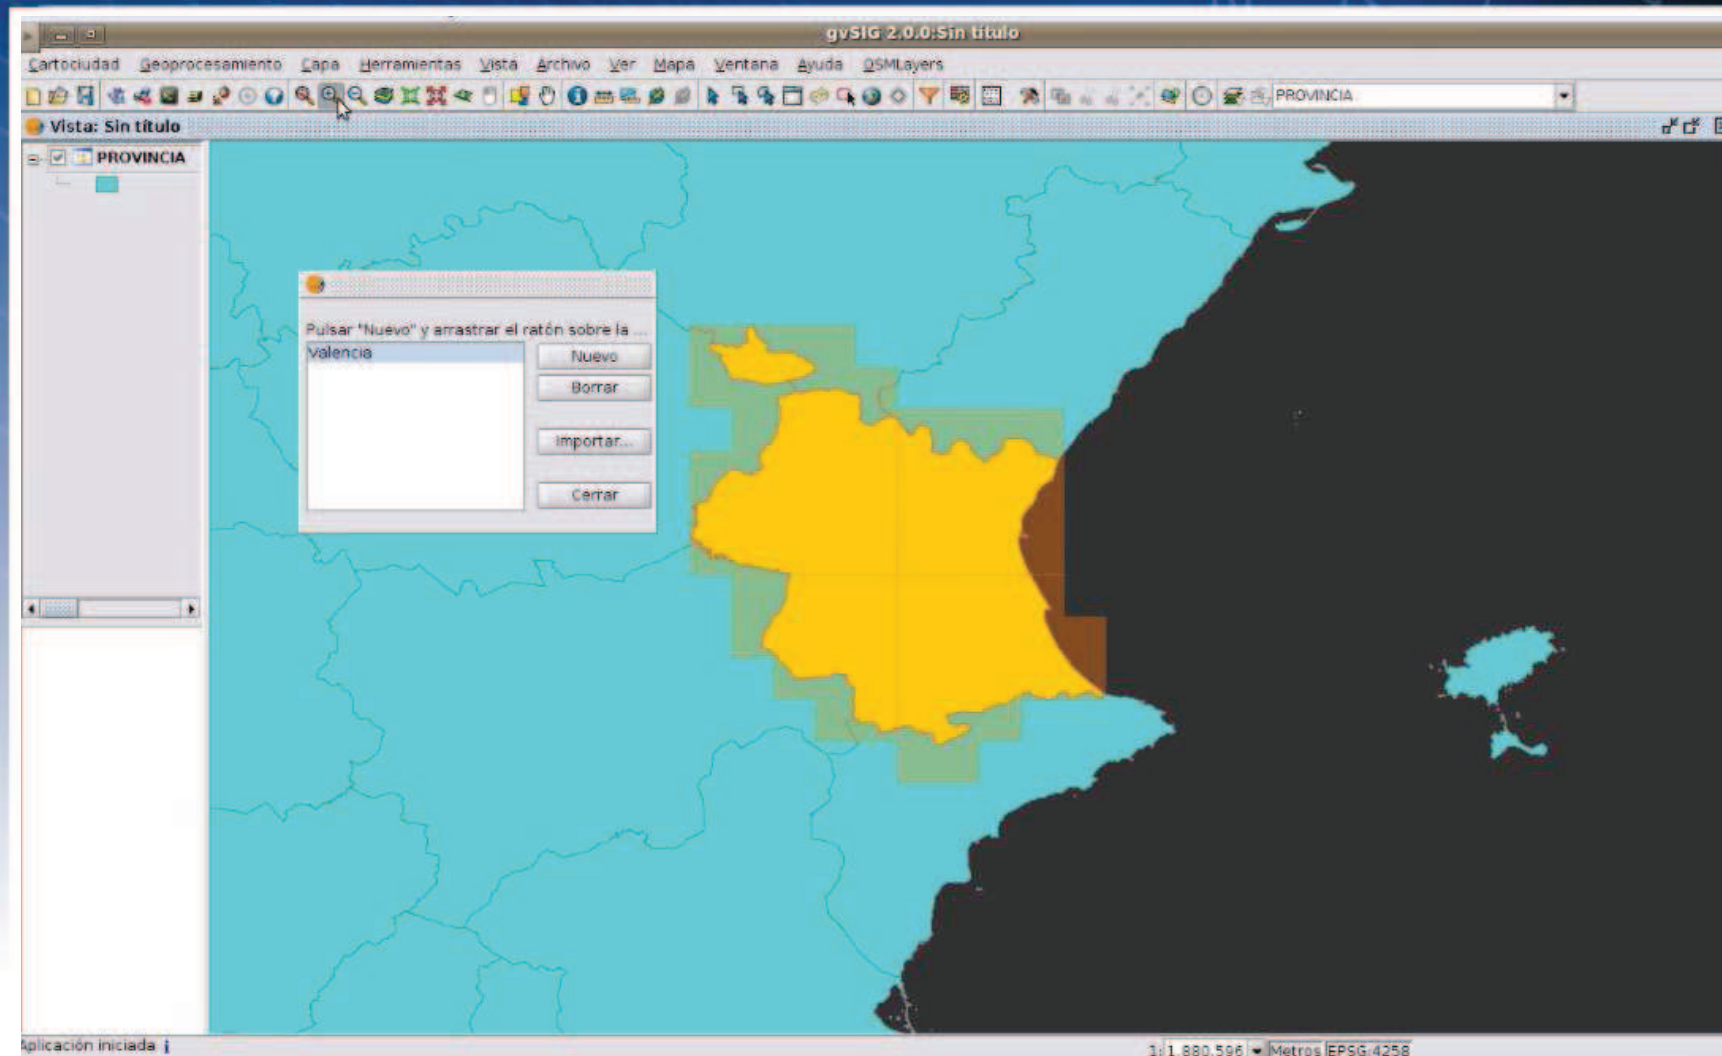 gvSIG 2.0.0:Sin título
Cartociudad Geoprocesamiento Capa Herramientas Vista Archivo Ver Mapa Ventana Ayuda OSMLayers
PROVINCIA
Vista: Sin título
PROVINCIA
Pulsar "Nuevo" y arrastrar el ratón sobre la ...
Valencia
Nuevo
Borrar
Importar...
Cerrar
Aplicación iniciada
1: 1.880.596 Metros EPSG:4258